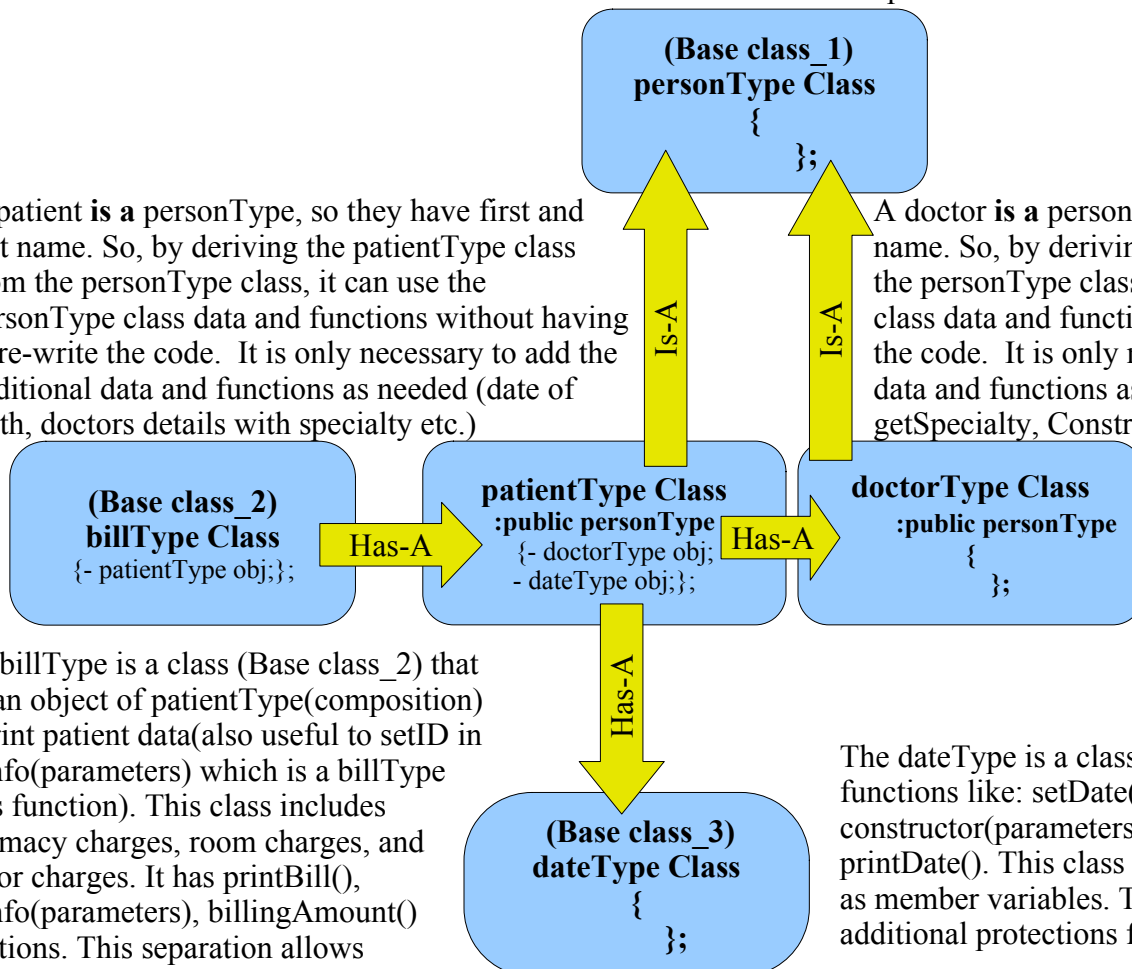 (Base class_1)
personType Class
{
};
patient is a personType, so they have first and
t name. So, by deriving the patientType class
om the personType class, it can use the
rsonType class data and functions without having
re-write the code. It is only necessary to add the
ditional data and functions as needed (date of
th, doctors details with specialty etc.)
Is-A
Is-A
A doctor is a person
name. So, by derivin
the personType class
class data and functi
the code. It is only
data and functions as
getSpecialty, Constr
(Base class_2)
billType Class
{- patientType obj;};
Has-A
patientType Class
:public personType
{- doctorType obj;
- dateType obj;};
Has-A
doctorType Class
:public personType
{
};
Has-A
billType is a class (Base class_2) that
an object of patientType(composition)
rint patient data(also useful to setID in
nfo(parameters) which is a billType
s function). This class includes
macy charges, room charges, and
or charges. It has printBill(),
nfo(parameters), billingAmount()
tions. This separation allows
(Base class_3)
dateType Class
{
};
The dateType is a class
functions like: setDate(
constructor(parameters
printDate(). This class
as member variables. T
additional protections f